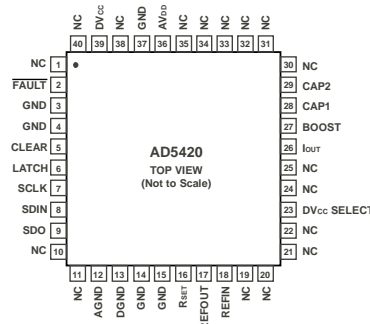 NC DVCC NC GND AVDD NC NC NC NC NC
40 39 38 37 36 35 34 33 32 31
NC 1
FAULT 2
GND 3
GND 4
CLEAR 5
LATCH 6
SCLK 7
SDIN 8
SDO 9
NC 10
AD5420
TOP VIEW
(Not to Scale)
30 NC
29 CAP2
28 CAP1
27 BOOST
26 IOUT
25 NC
24 NC
23 DVCC SELECT
22 NC
21 NC
11 12 13 14 15 16 17 18 19 20
NC AGND DGND GND GND RSET EFOUT REFIN NC NC